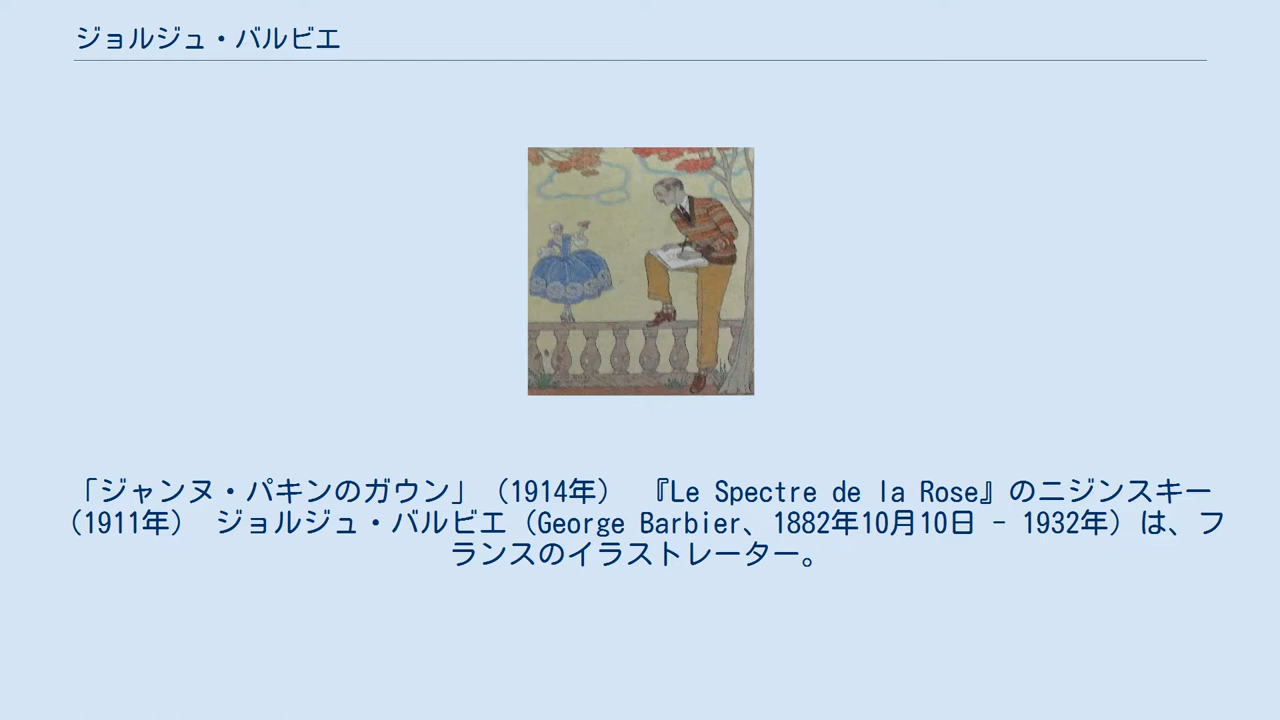 ジョルジュ・バルビエ
「ジャンヌ・パキンのガウン」（1914年）　『Le Spectre de la Rose』のニジンスキー
（1911年）　ジョルジュ・バルビエ（George Barbier、1882年10月10日 - 1932年）は、フ
ランスのイラストレーター。